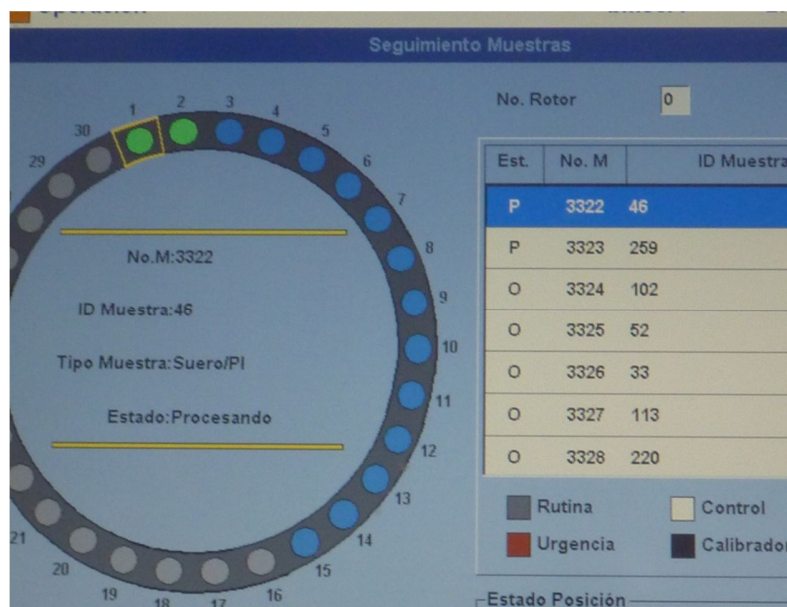 Seguimiento Muestras
No. Rotor 0
Est. No. M ID Muestra
P 3322 46
P 3323 259
O 3324 102
O 3325 52
O 3326 33
O 3327 113
O 3328 220
Rutina Control
Urgencia Calibrador
Estado Posición
1 2 3 4 5 6 7 8 9 10 11 12 13 14 15 16 17 18 19 20 21 29 30
No.M:3322
ID Muestra:46
Tipo Muestra:Suero/Pl
Estado:Procesando